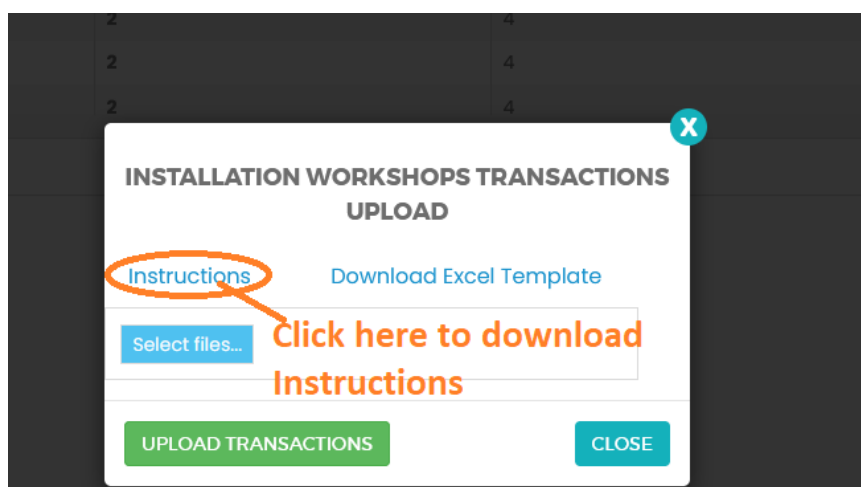 2 4
2 4
2 4
X
INSTALLATION WORKSHOPS TRANSACTIONS
UPLOAD
Instructions Download Excel Template
Select files...
Click here to download
Instructions
UPLOAD TRANSACTIONS CLOSE